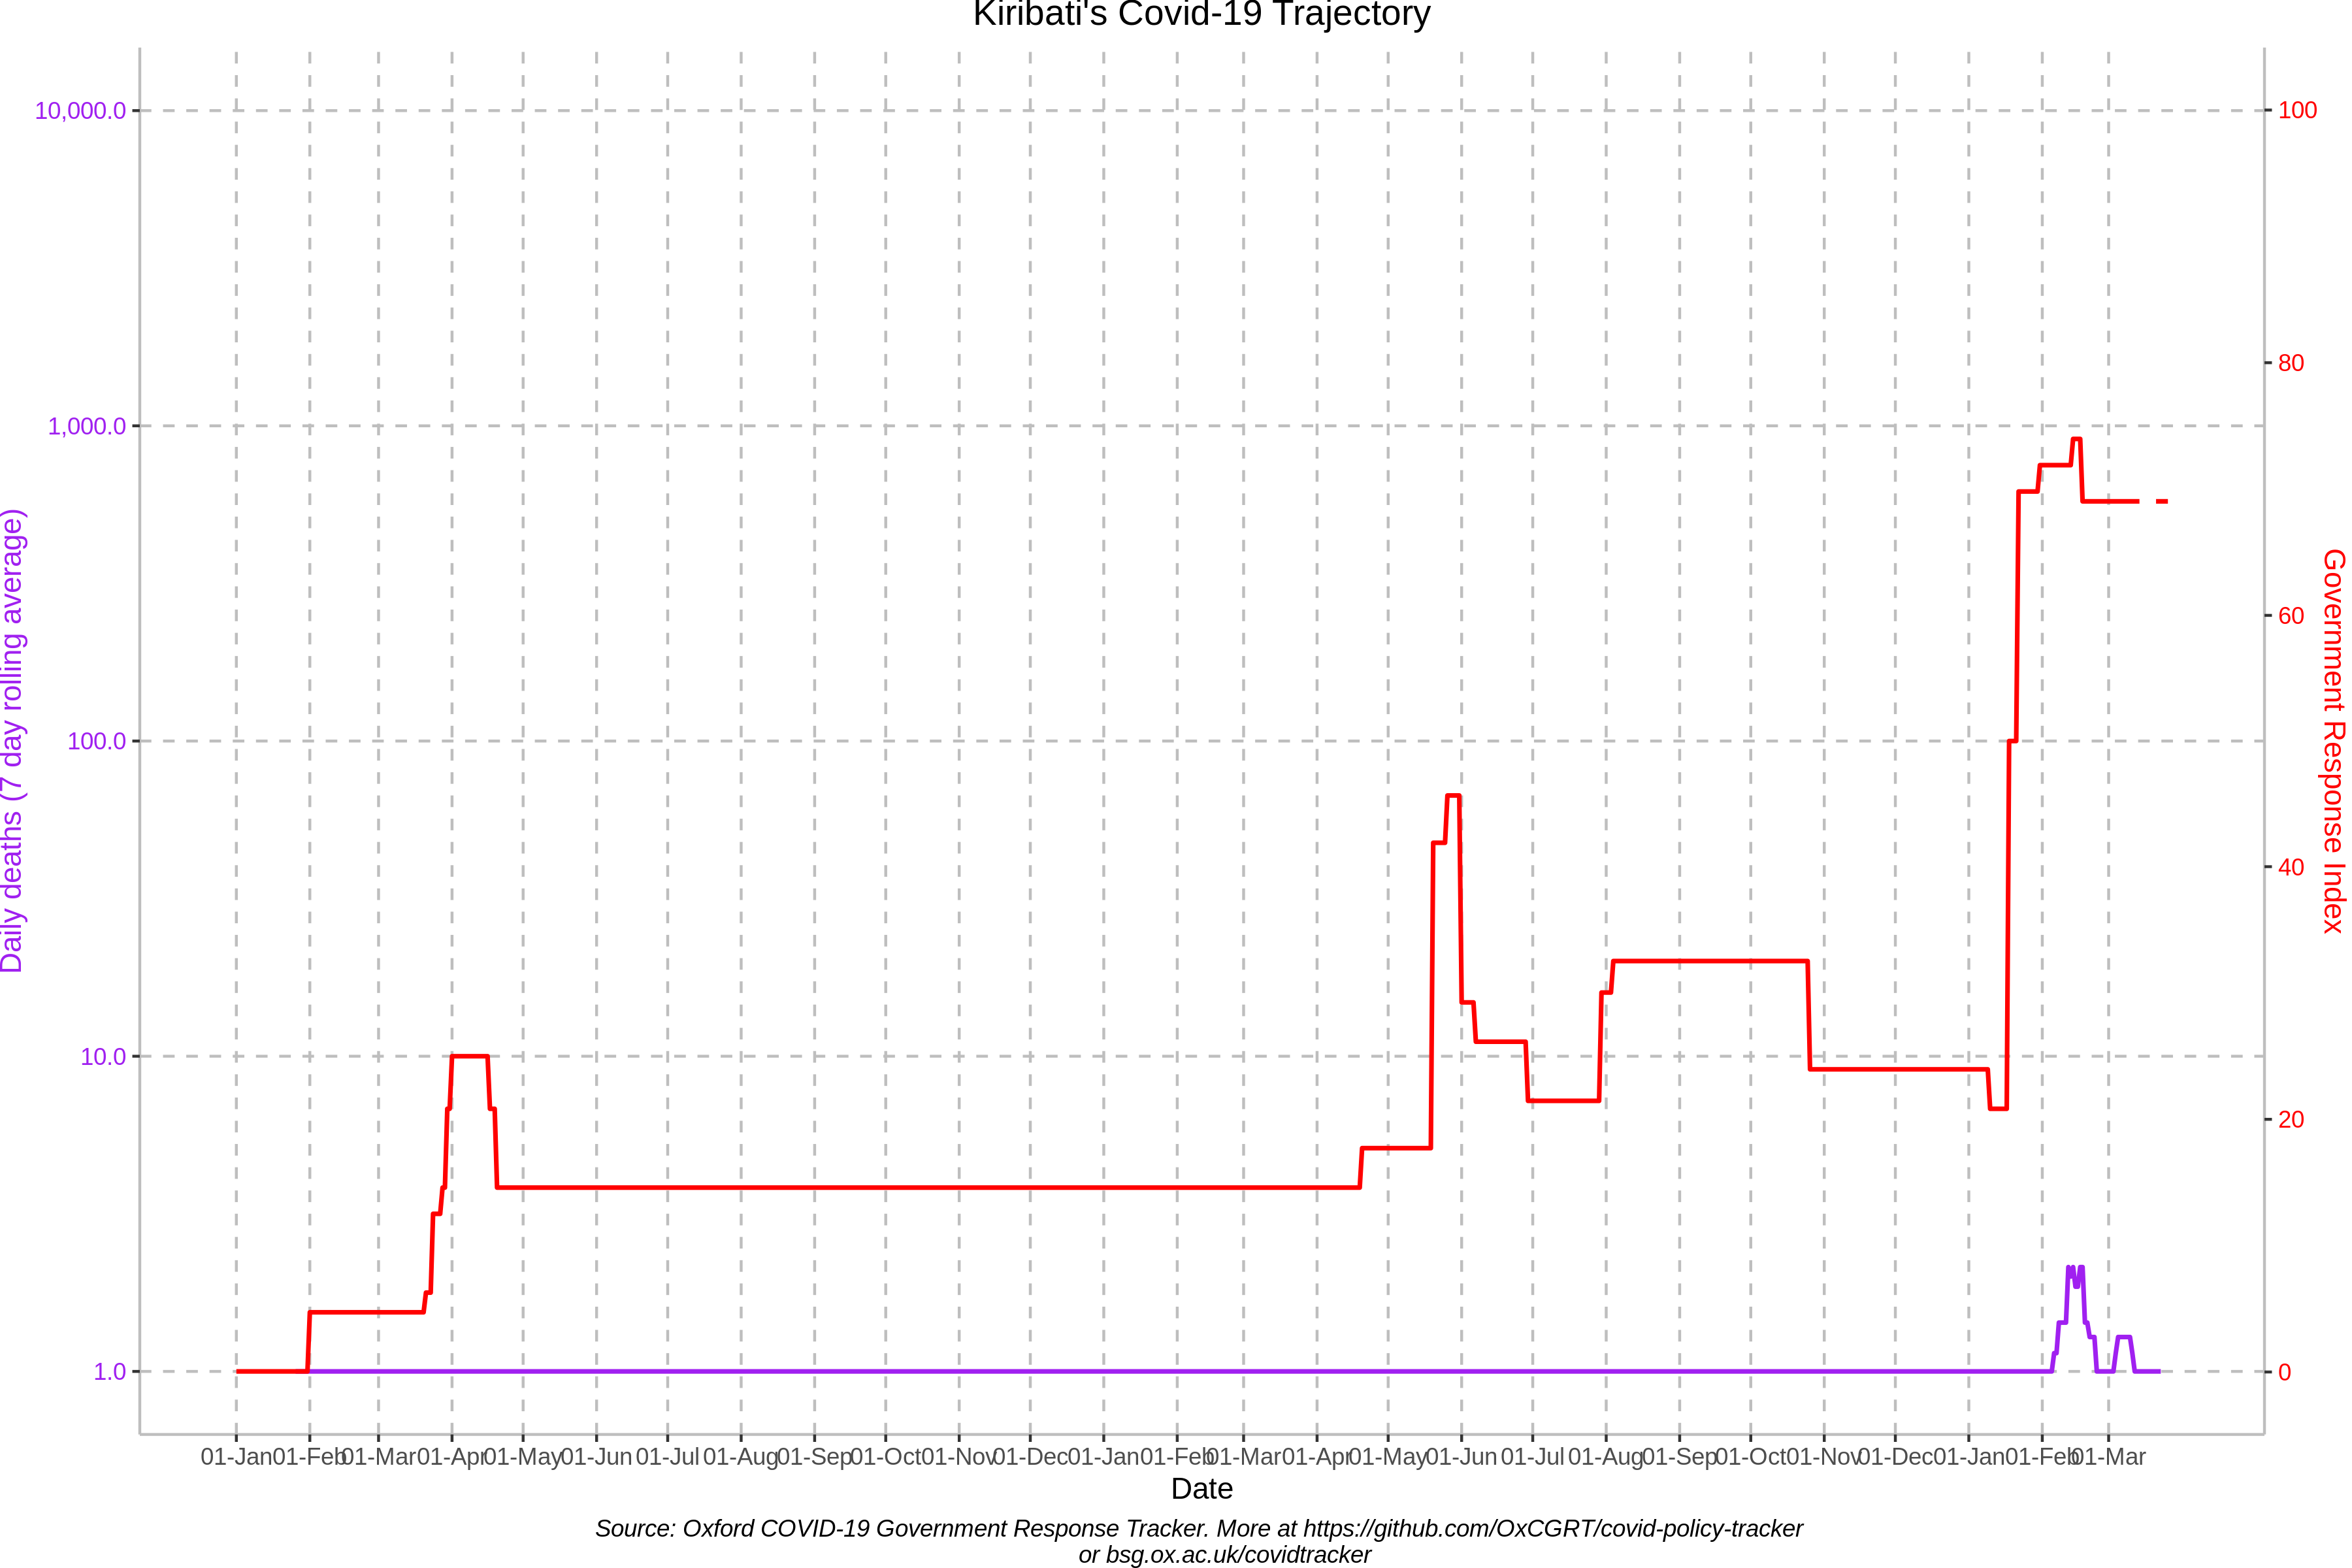 Kiribati's Covid-19 Trajectory
10,000.0
1,000.0
100.0
10.0
1.0
Daily deaths (7 day rolling average)
100
80
60
40
20
0
Government Response Index
01-Jan 01-Feb 01-Mar 01-Apr 01-May 01-Jun 01-Jul 01-Aug 01-Sep 01-Oct 01-Nov 01-Dec 01-Jan 01-Feb 01-Mar 01-Apr 01-May 01-Jun 01-Jul 01-Aug 01-Sep 01-Oct 01-Nov 01-Dec 01-Jan 01-Feb 01-Mar
Date
Source: Oxford COVID-19 Government Response Tracker. More at https://github.com/OxCGRT/covid-policy-tracker
or bsg.ox.ac.uk/covidtracker